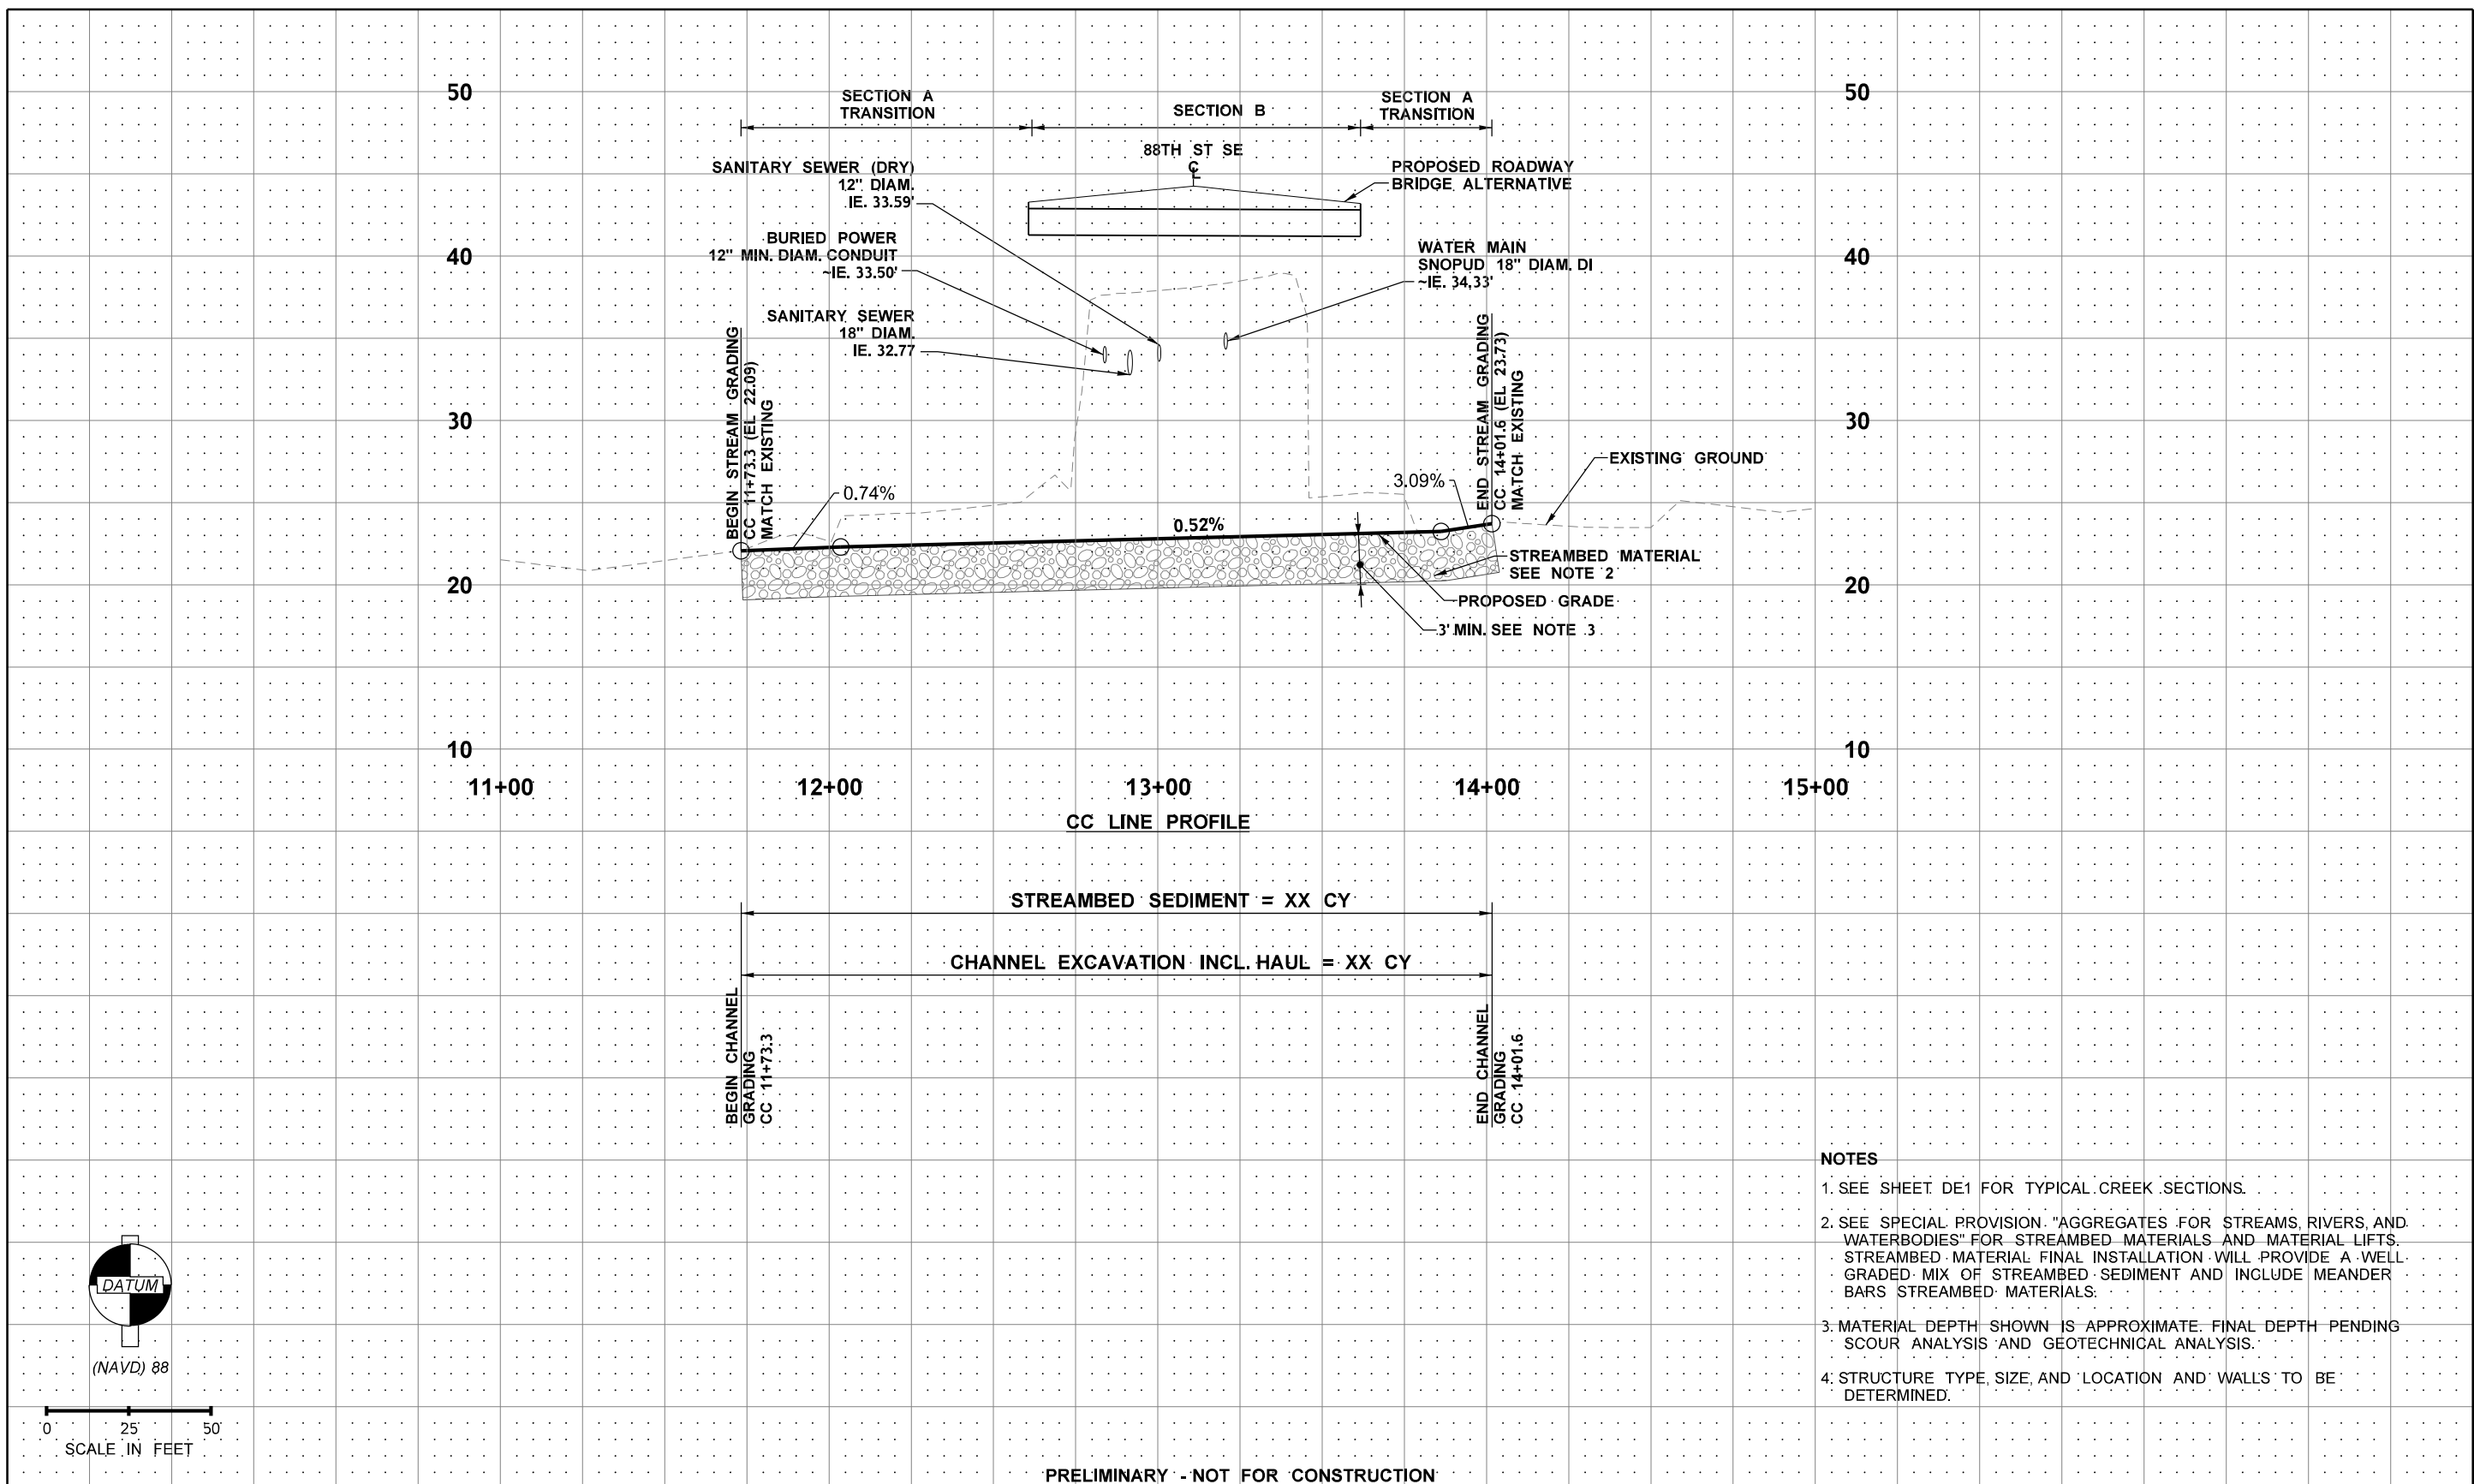 50
50
SECTION A
TRANSITION
SECTION B
SECTION A
TRANSITION
88TH ST SE
℄
SANITARY SEWER (DRY)
12" DIAM.
IE. 33.59'
PROPOSED ROADWAY
BRIDGE ALTERNATIVE
40
40
BURIED POWER
12" MIN. DIAM. CONDUIT
~IE. 33.50'
WATER MAIN
SNOPUD 18" DIAM. DI
~IE. 34.33'
SANITARY SEWER
18" DIAM.
IE. 32.77
BEGIN STREAM GRADING
CC 11+73.3 (EL 22.09)
MATCH EXISTING
END STREAM GRADING
CC 14+01.6 (EL 23.73)
MATCH EXISTING
30
30
EXISTING GROUND
0.74%
0.52%
3.09%
STREAMBED MATERIAL
SEE NOTE 2
20
20
PROPOSED GRADE
3' MIN. SEE NOTE 3
10
10
11+00
12+00
13+00
14+00
15+00
CC LINE PROFILE
STREAMBED SEDIMENT = XX CY
CHANNEL EXCAVATION INCL. HAUL = XX CY
BEGIN CHANNEL
GRADING
CC 11+73.3
END CHANNEL
GRADING
CC 14+01.6
NOTES
1. SEE SHEET DE1 FOR TYPICAL CREEK SECTIONS.
2. SEE SPECIAL PROVISION "AGGREGATES FOR STREAMS, RIVERS, AND
WATERBODIES" FOR STREAMBED MATERIALS AND MATERIAL LIFTS.
STREAMBED MATERIAL FINAL INSTALLATION WILL PROVIDE A WELL
GRADED MIX OF STREAMBED SEDIMENT AND INCLUDE MEANDER
BARS STREAMBED MATERIALS.
3. MATERIAL DEPTH SHOWN IS APPROXIMATE. FINAL DEPTH PENDING
SCOUR ANALYSIS AND GEOTECHNICAL ANALYSIS.
4. STRUCTURE TYPE, SIZE, AND LOCATION AND WALLS TO BE
DETERMINED.
DATUM
(NAVD) 88
0 25 50
SCALE IN FEET
PRELIMINARY - NOT FOR CONSTRUCTION